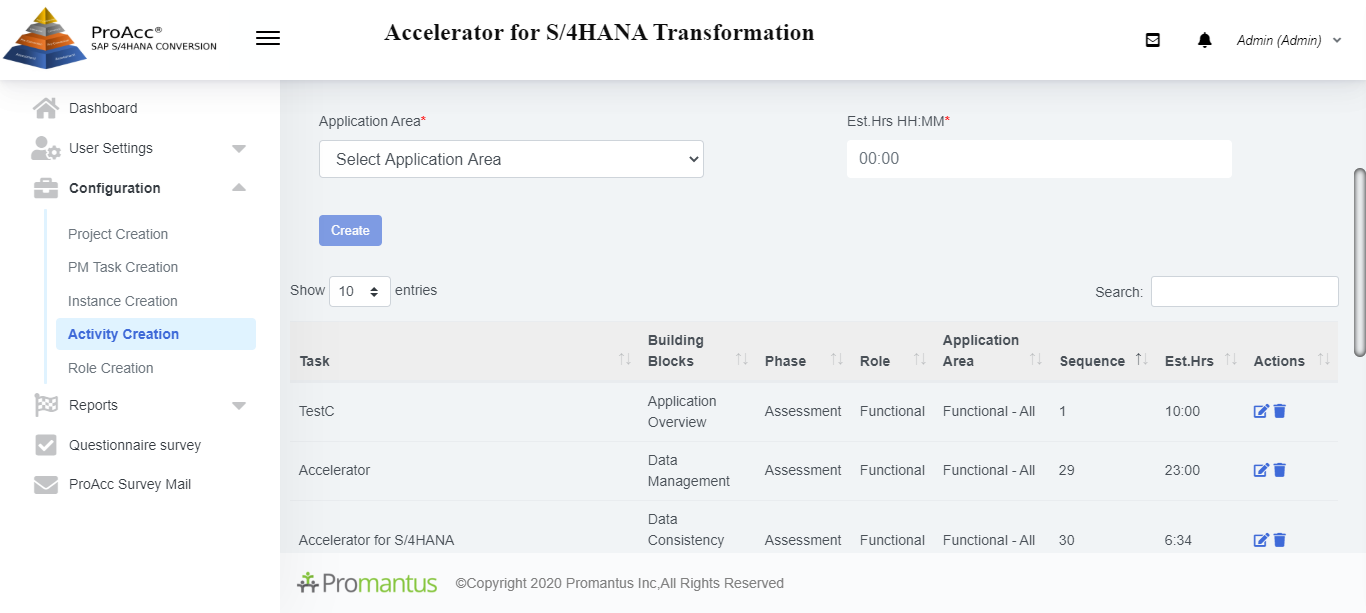 ProAcc®
SAP S/4HANA CONVERSION
Accelerator for S/4HANA Transformation
Admin (Admin)
Dashboard
User Settings
Configuration
Project Creation
PM Task Creation
Instance Creation
Activity Creation
Role Creation
Reports
Questionnaire survey
ProAcc Survey Mail
Application Area*
Est.Hrs HH:MM*
Select Application Area
00:00
Create
Show 10 entries
Search:
Task Building Blocks Phase Role Application Area Sequence Est.Hrs Actions
TestC Application Overview Assessment Functional Functional - All 1 10:00
Accelerator Data Management Assessment Functional Functional - All 29 23:00
Accelerator for S/4HANA Data Consistency Assessment Functional Functional - All 30 6:34
Promantus ©Copyright 2020 Promantus Inc,All Rights Reserved